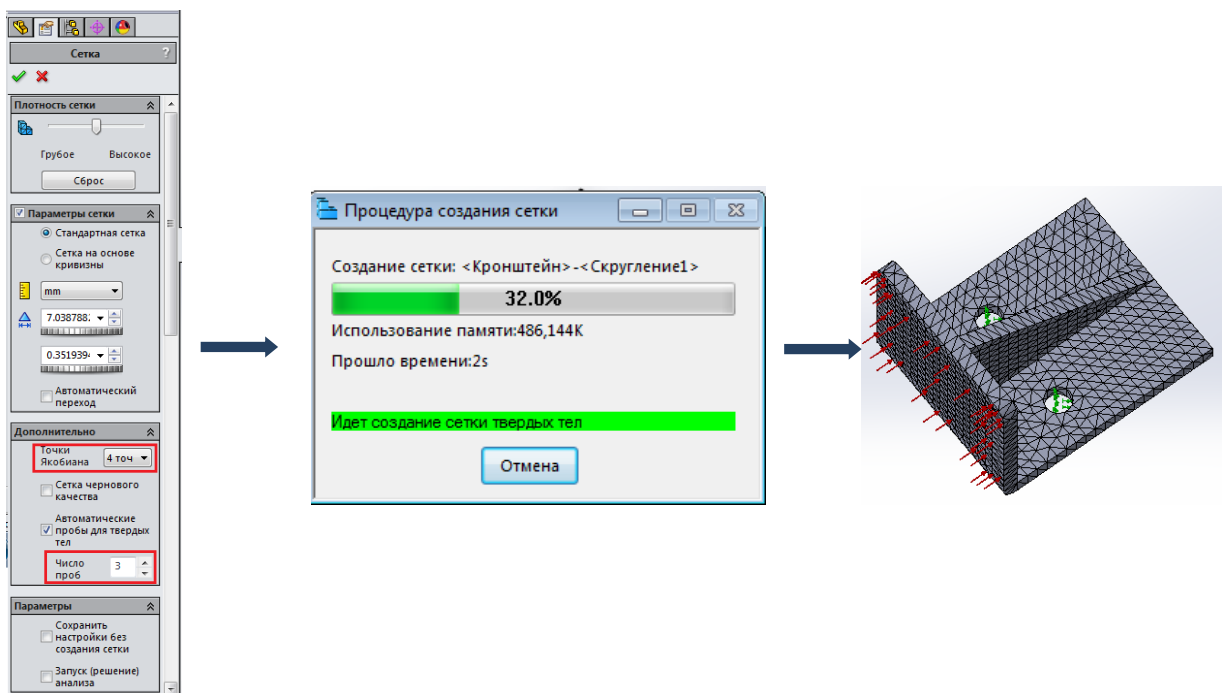 Сетка ?
Плотность сетки
Грубое Высокое
Сброс
Параметры сетки
Стандартная сетка
Сетка на основе
кривизны
mm
7.0387882
0.3519394
Автоматический
переход
Дополнительно
Точки
Якобиана
4 точ
Сетка чернового
качества
Автоматические
пробы для твердых
тел
Число
проб
3
Параметры
Сохранить
настройки без
создания сетки
Запуск (решение)
анализа
Процедура создания сетки
Создание сетки: <Кронштейн>-<Скругление1>
32.0%
Использование памяти:486,144K
Прошло времени:2s
Идет создание сетки твердых тел
Отмена